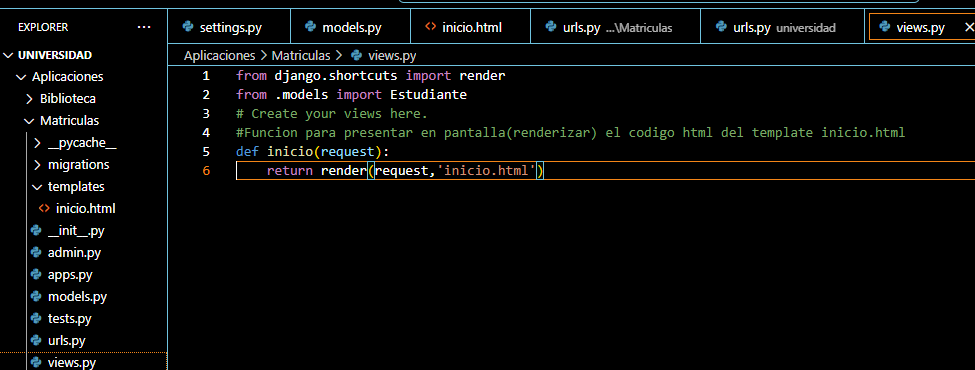 EXPLORER ...
UNIVERSIDAD
Aplicaciones
Biblioteca
Matriculas
__pycache__
migrations
templates
inicio.html
__init__.py
admin.py
apps.py
models.py
tests.py
urls.py
views.py
settings.py models.py inicio.html urls.py ...\Matriculas urls.py universidad views.py
Aplicaciones > Matriculas > views.py
1 from django.shortcuts import render
2 from .models import Estudiante
3 # Create your views here.
4 #Funcion para presentar en pantalla(renderizar) el codigo html del template inicio.html
5 def inicio(request):
6 return render(request,'inicio.html')